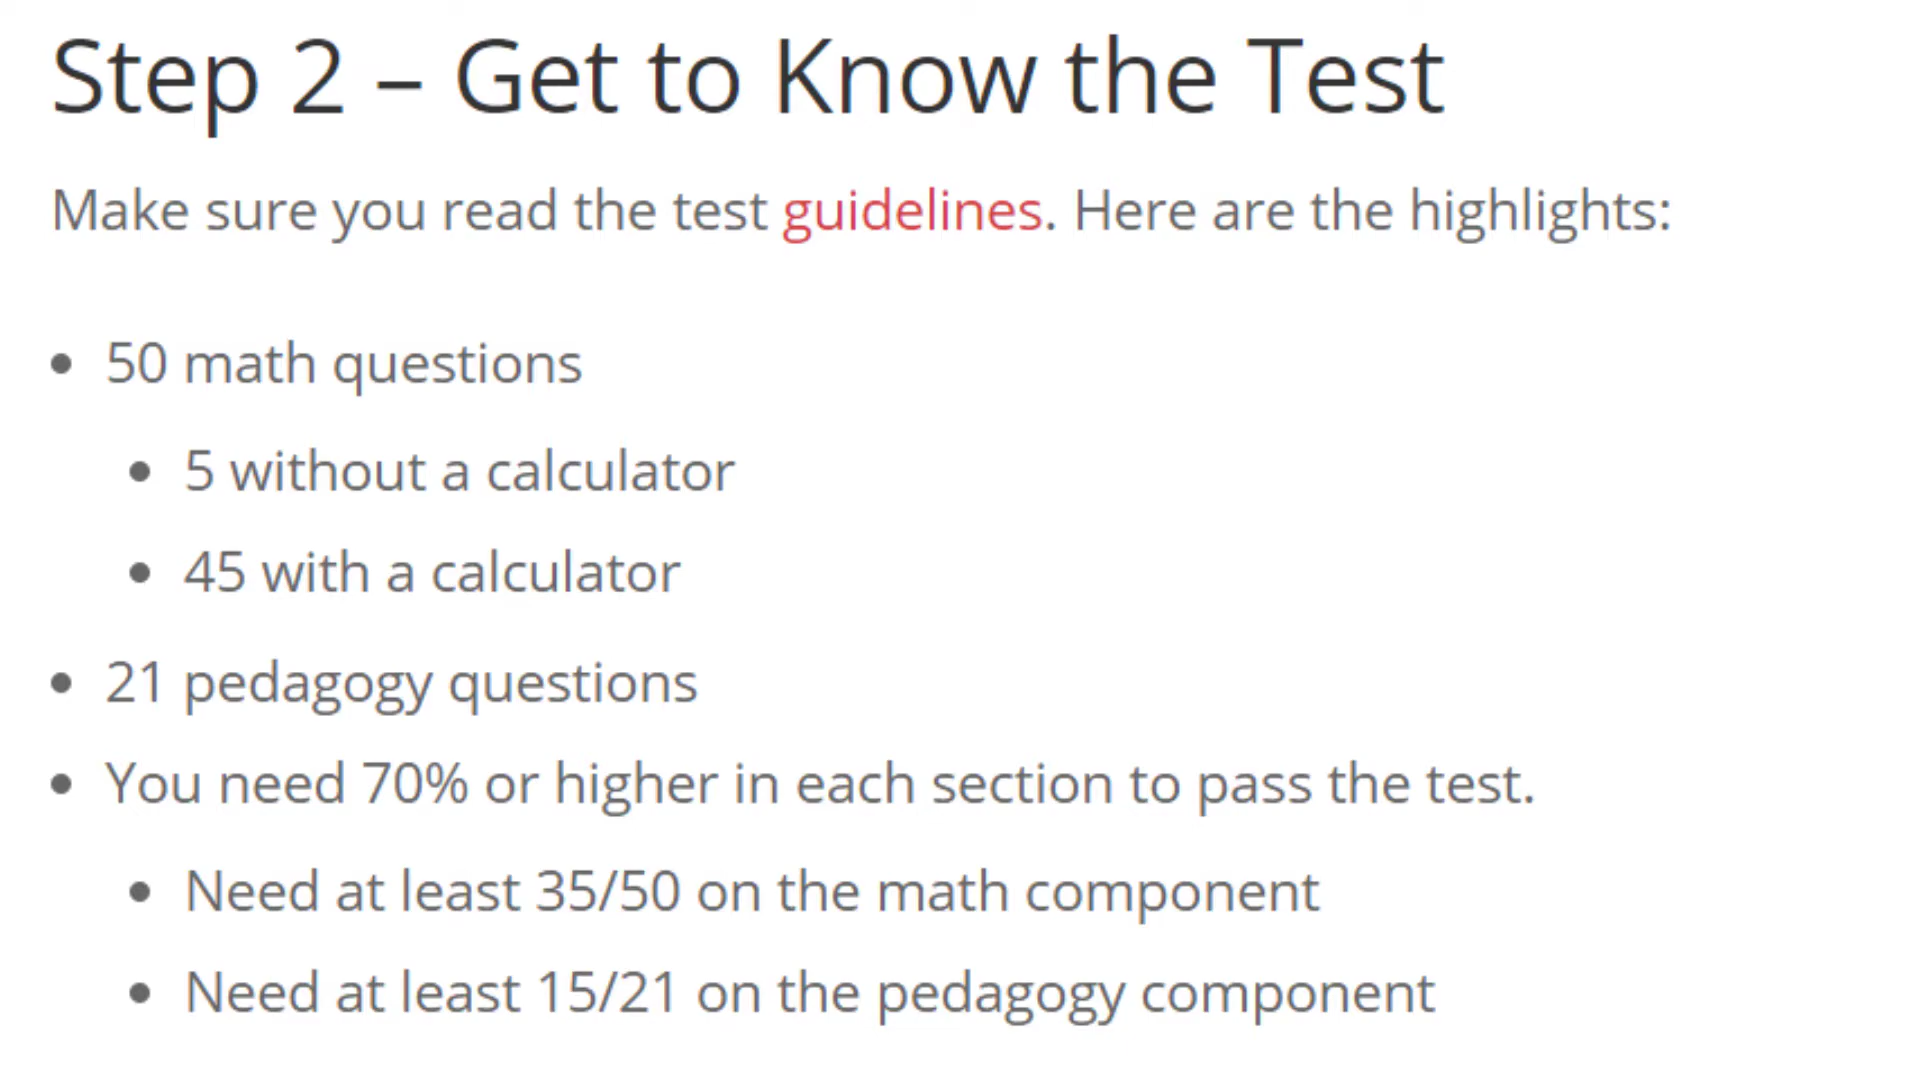 Step 2 – Get to Know the Test
Make sure you read the test guidelines. Here are the highlights:
• 50 math questions
• 5 without a calculator
• 45 with a calculator
• 21 pedagogy questions
• You need 70% or higher in each section to pass the test.
• Need at least 35/50 on the math component
• Need at least 15/21 on the pedagogy component